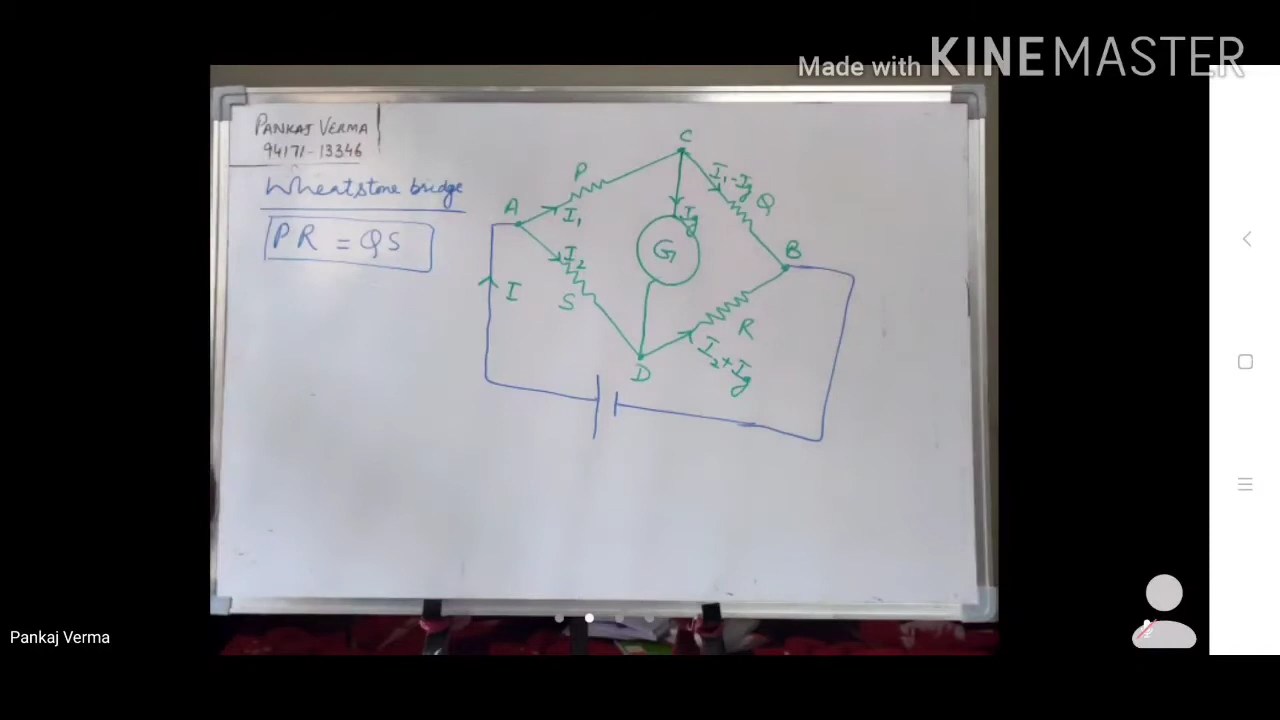 Made with KINEMASTER
PANKAJ VERMA
94171-13346
Wheatstone bridge
PR = QS
C
P
I₁-Ig
Q
A
I₁
Ig
I₂
G
B
I
S
R
I₂+Ig
D
Pankaj Verma